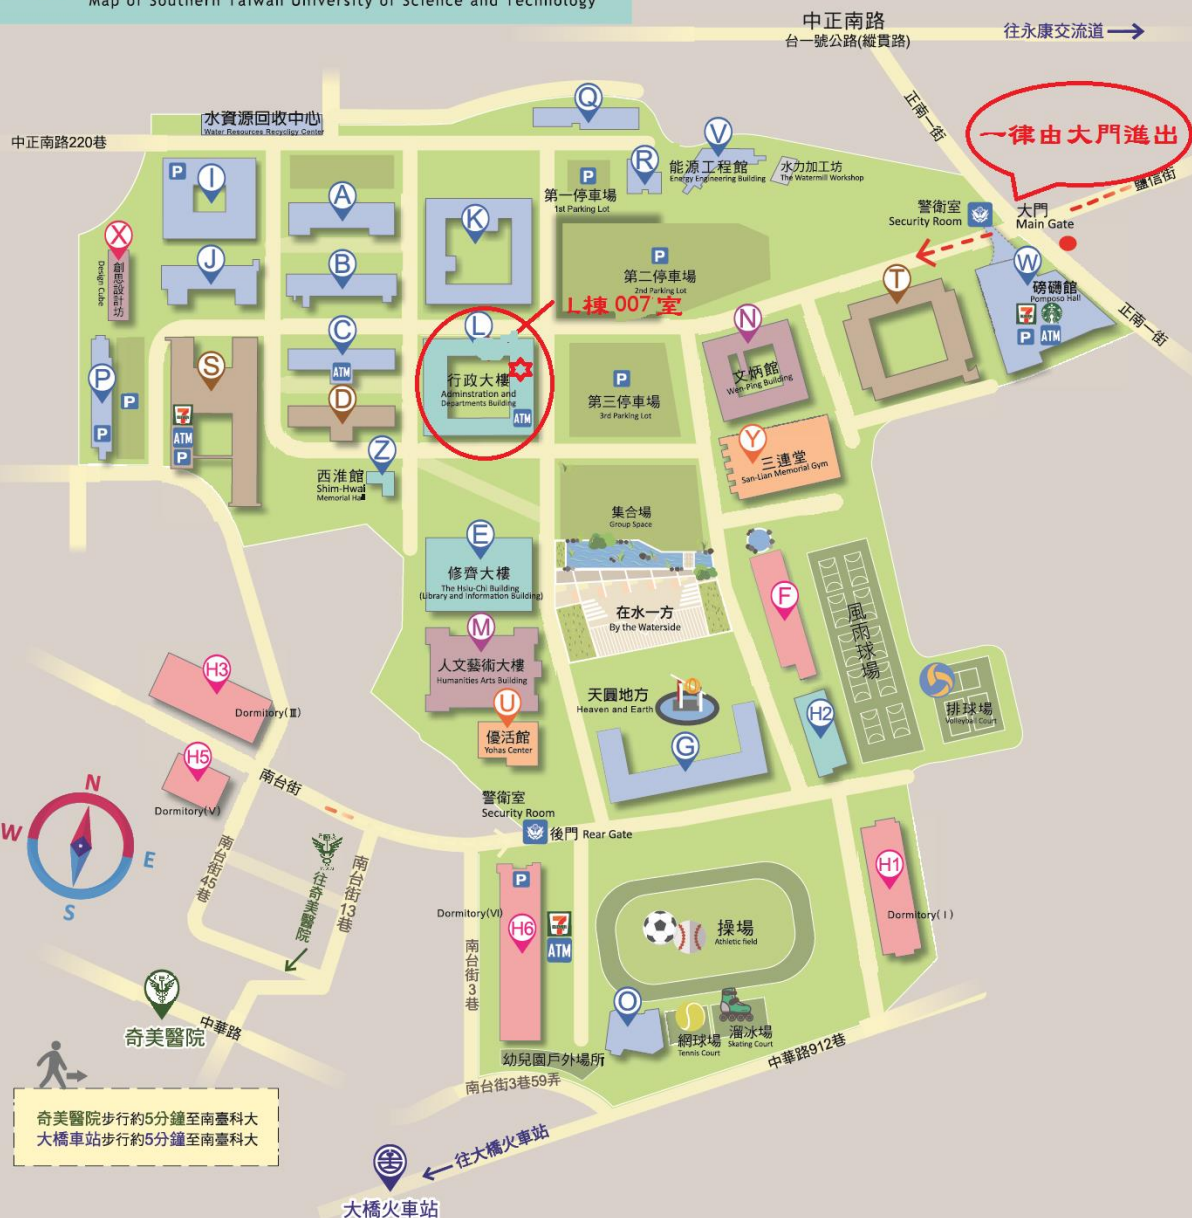 Map of Southern Taiwan University of Science and Technology
中正南路
台一號公路(縱貫路)
往永康交流道
正南一街
一律由大門進出
鹽信街
水資源回收中心
Water Resources Recycligy Center
中正南路220巷
Q
V
R
能源工程館
Energy Engineering Building
水力加工坊
The Watermill Workshop
P
I
A
K
P
第一停車場
1st Parking Lot
警衛室
Security Room
大門
Main Gate
X
創思設計坊
Design Cube
J
B
P
第二停車場
2nd Parking Lot
T
W
磅礴館
Pomposo Hall
7
P
ATM
正南一街
L棟 007 室
L
N
文炳館
Wen-Ping Building
P
P
P
S
7
ATM
P
C
ATM
D
行政大樓
Adminstration and
Departments Building
ATM
P
第三停車場
3rd Parking Lot
Y
三連堂
San-Lian Memorial Gym
Z
西淮館
Shim-Hwai
Memorial Hall
集合場
Group Space
E
修齊大樓
The Hsiu-Chi Building
(Library and Information Building)
F
風雨球場
在水一方
By the Waterside
M
人文藝術大樓
Humanities Arts Building
H3
Dormitory(Ⅲ)
天圓地方
Heaven and Earth
H2
排球場
Volleyball Court
U
優活館
Yohas Center
G
H5
Dormitory(Ⅴ)
南台街
N
W
E
S
警衛室
Security Room
後門 Rear Gate
南台街45巷
往奇美醫院
南台街13巷
P
Dormitory(Ⅵ)
H6
7
ATM
南台街3巷
操場
Athletic field
H1
Dormitory(Ⅰ)
奇美醫院
中華路
O
網球場
Tennis Court
溜冰場
Skating Court
幼兒園戶外場所
南台街3巷59弄
中華路912巷
奇美醫院步行約5分鐘至南臺科大
大橋車站步行約5分鐘至南臺科大
往大橋火車站
大橋火車站